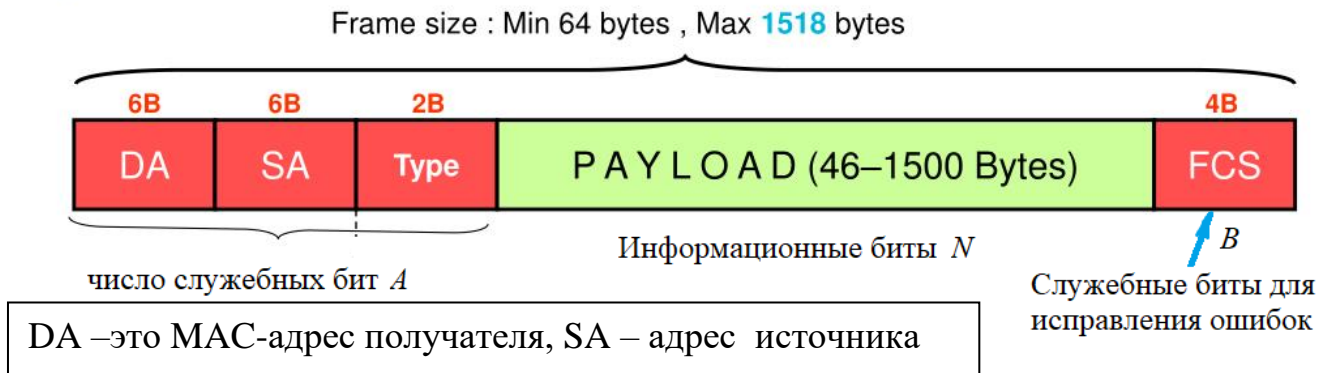 Frame size : Min 64 bytes , Max 1518 bytes
6B 6B 2B 4B
DA SA Type PAYLOAD (46–1500 Bytes) FCS
число служебных бит A
Информационные биты N
B
Служебные биты для
исправления ошибок
DA –это MAC-адрес получателя, SA – адрес источника